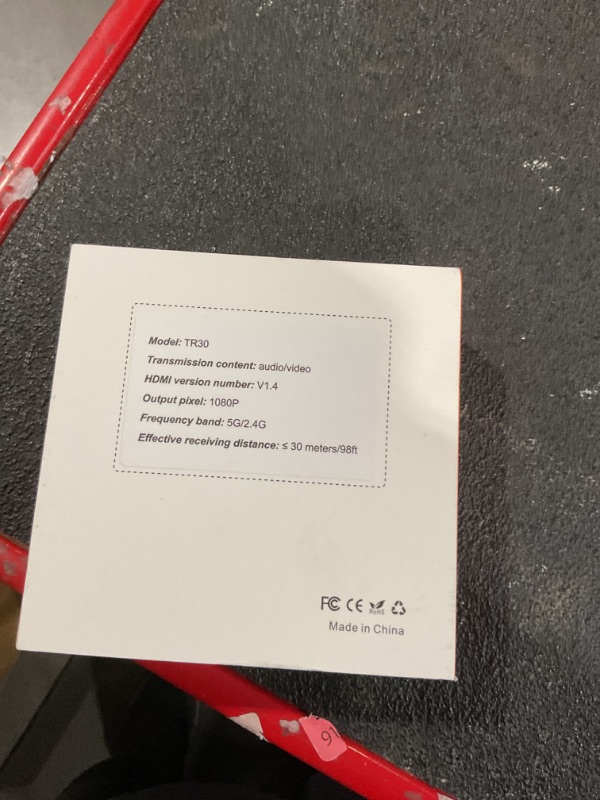 Model: TR30
Transmission content: audio/video
HDMI version number: V1.4
Output pixel: 1080P
Frequency band: 5G/2.4G
Effective receiving distance: ≤ 30 meters/98ft
FC CE RoHS
Made in China